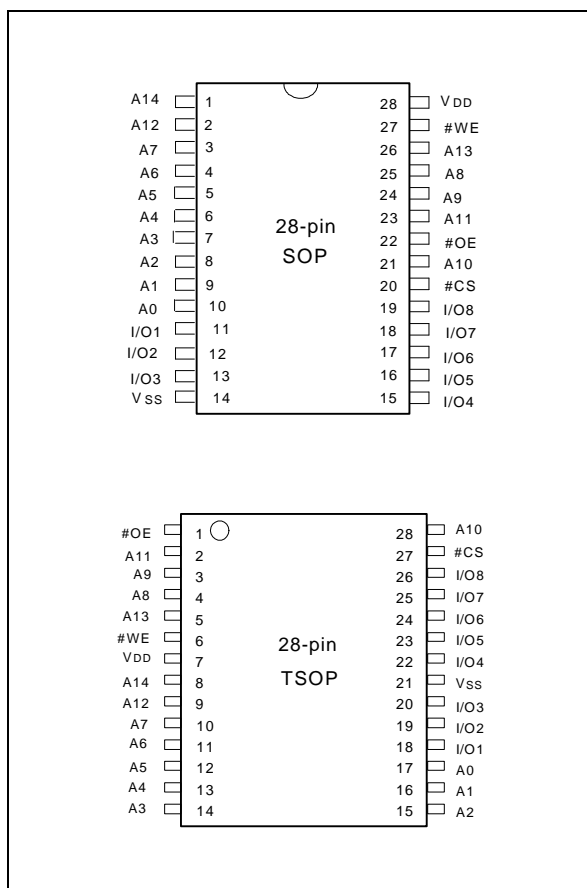 A14 1 28 VDD
A12 2 27 #WE
A7 3 26 A13
A6 4 25 A8
A5 5 24 A9
A4 6 23 A11
A3 7 22 #OE
A2 8 21 A10
A1 9 20 #CS
A0 10 19 I/O8
I/O1 11 18 I/O7
I/O2 12 17 I/O6
I/O3 13 16 I/O5
VSS 14 15 I/O4
28-pin
SOP
#OE 1 28 A10
A11 2 27 #CS
A9 3 26 I/O8
A8 4 25 I/O7
A13 5 24 I/O6
#WE 6 23 I/O5
VDD 7 22 I/O4
A14 8 21 VSS
A12 9 20 I/O3
A7 10 19 I/O2
A6 11 18 I/O1
A5 12 17 A0
A4 13 16 A1
A3 14 15 A2
28-pin
TSOP